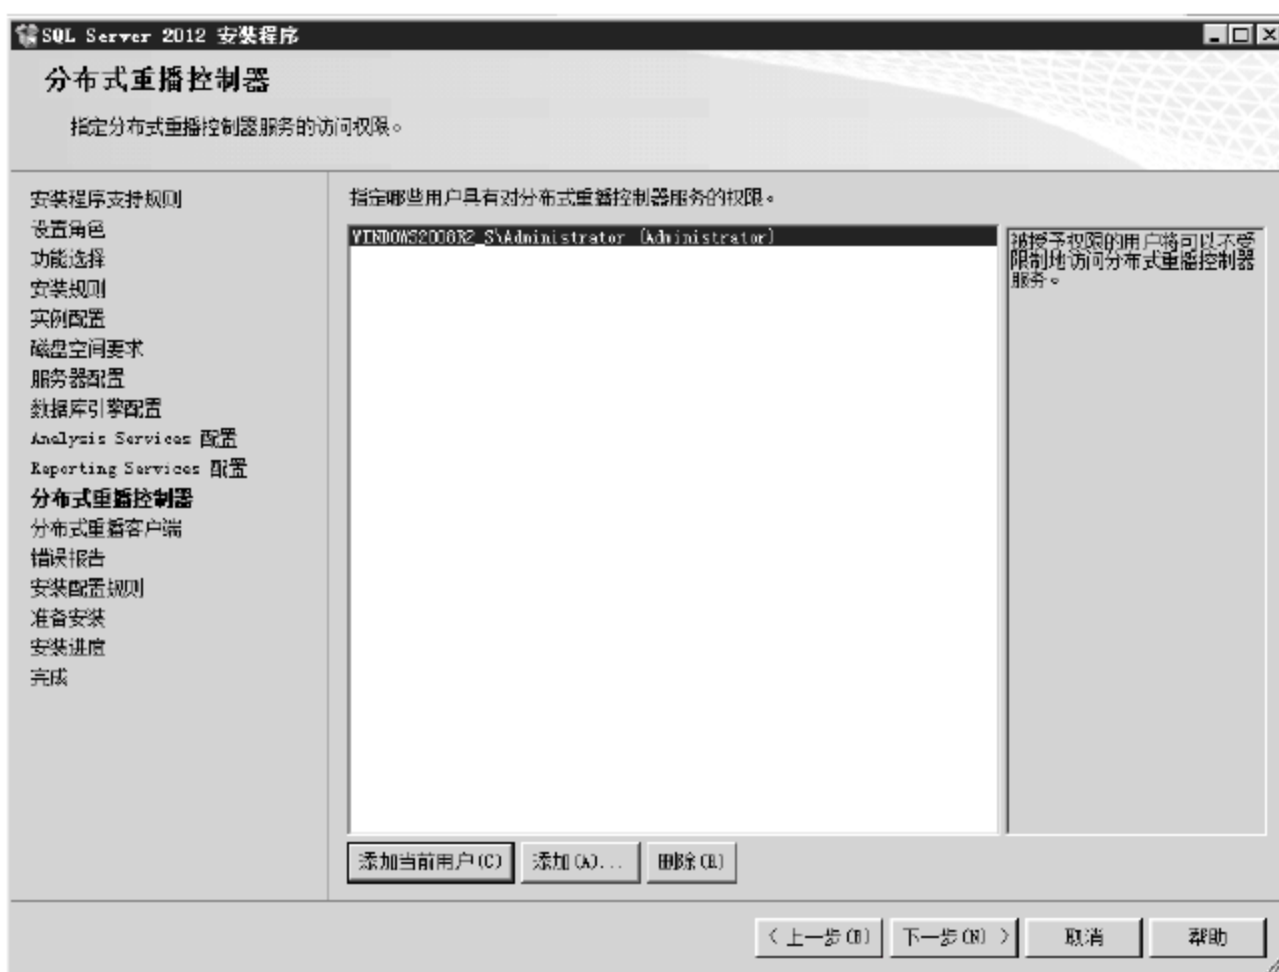 SQL Server 2012 安装程序
分布式重播控制器
指定分布式重播控制器服务的访问权限。
安装程序支持规则
设置角色
功能选择
安装规则
实例配置
磁盘空间要求
服务器配置
数据库引擎配置
Analysis Services 配置
Reporting Services 配置
分布式重播控制器
分布式重播客户端
错误报告
安装配置规则
准备安装
安装进度
完成
指定哪些用户具有对分布式重播控制器服务的权限。
WINDOWS2008R2_S\Administrator (Administrator)
被授予权限的用户将可以不受
限制地访问分布式重播控制器
服务。
添加当前用户(C)
添加(A)...
删除(R)
< 上一步(B)
下一步(N) >
取消
帮助